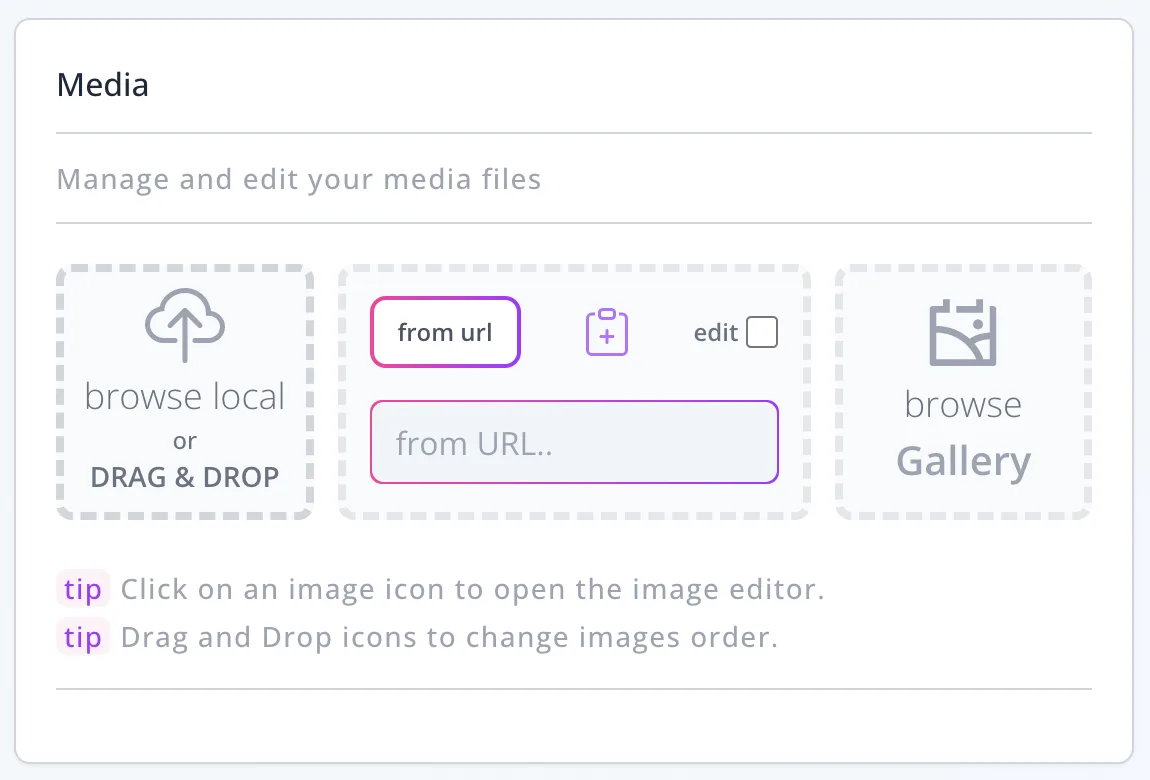 Media
Manage and edit your media files
browse local
or
DRAG & DROP
from url
edit
from URL..
browse
Gallery
tip Click on an image icon to open the image editor.
tip Drag and Drop icons to change images order.